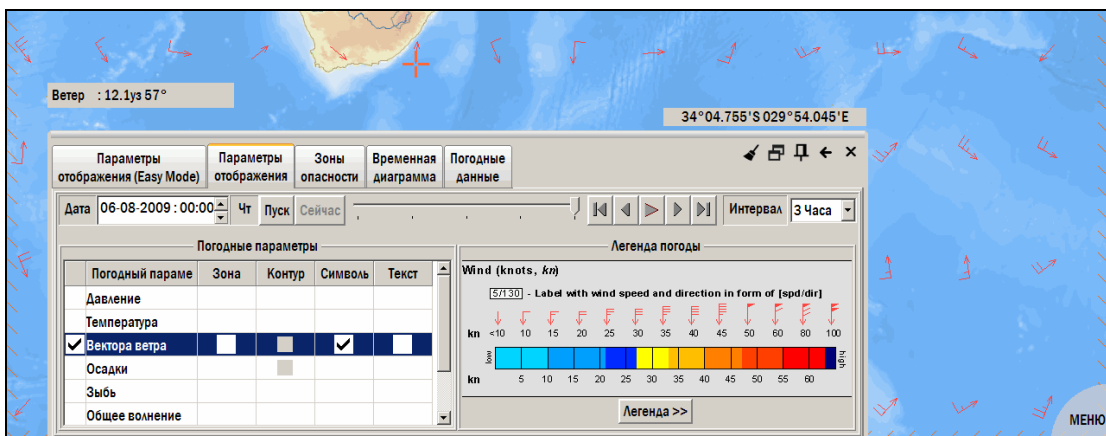 Ветер : 12.1уз 57°
34°04.755'S 029°54.045'E
Параметры отображения (Easy Mode)
Параметры отображения
Зоны опасности
Временная диаграмма
Погодные данные
Дата 06-08-2009 : 00:00 Чт Пуск Сейчас Интервал 3 Часа
Погодные параметры
Погодный параме Зона Контур Символь Текст
Давление
Температура
Вектора ветра
Осадки
Зыбь
Общее волнение
Легенда погоды
Wind (knots, kn)
5/130 - Label with wind speed and direction in form of [spd/dir]
kn <10 10 15 20 25 30 35 40 45 50 60 80 100
low high
kn 5 10 15 20 25 30 35 40 45 50 55 60
Легенда >>
МЕНЮ